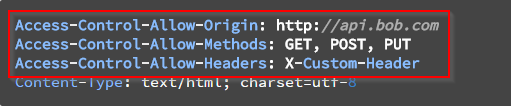 Access-Control-Allow-Origin: http://api.bob.com
Access-Control-Allow-Methods: GET, POST, PUT
Access-Control-Allow-Headers: X-Custom-Header
Content-Type: text/html; charset=utf-8